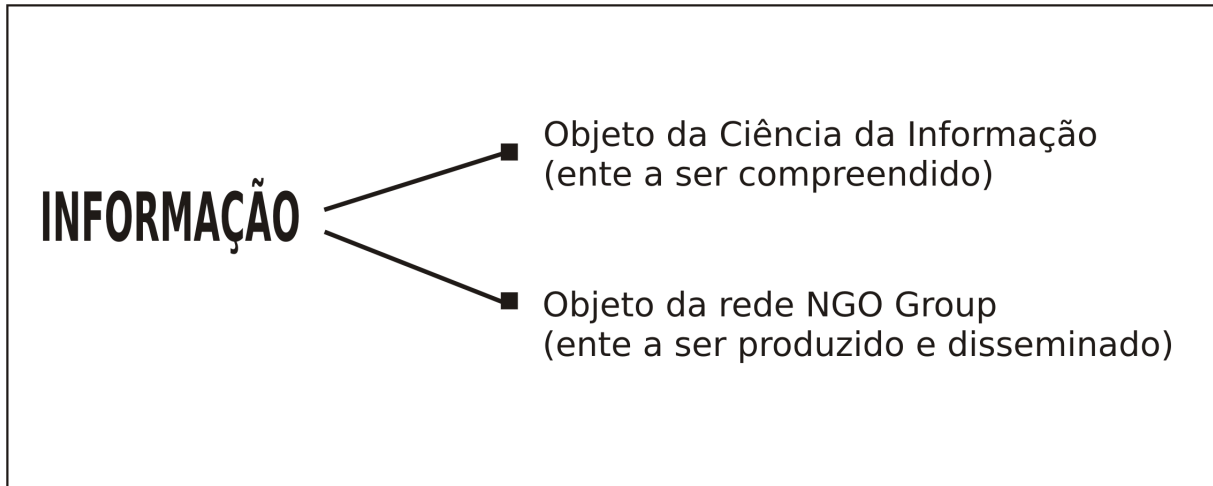 INFORMAÇÃO
Objeto da Ciência da Informação
(ente a ser compreendido)
Objeto da rede NGO Group
(ente a ser produzido e disseminado)